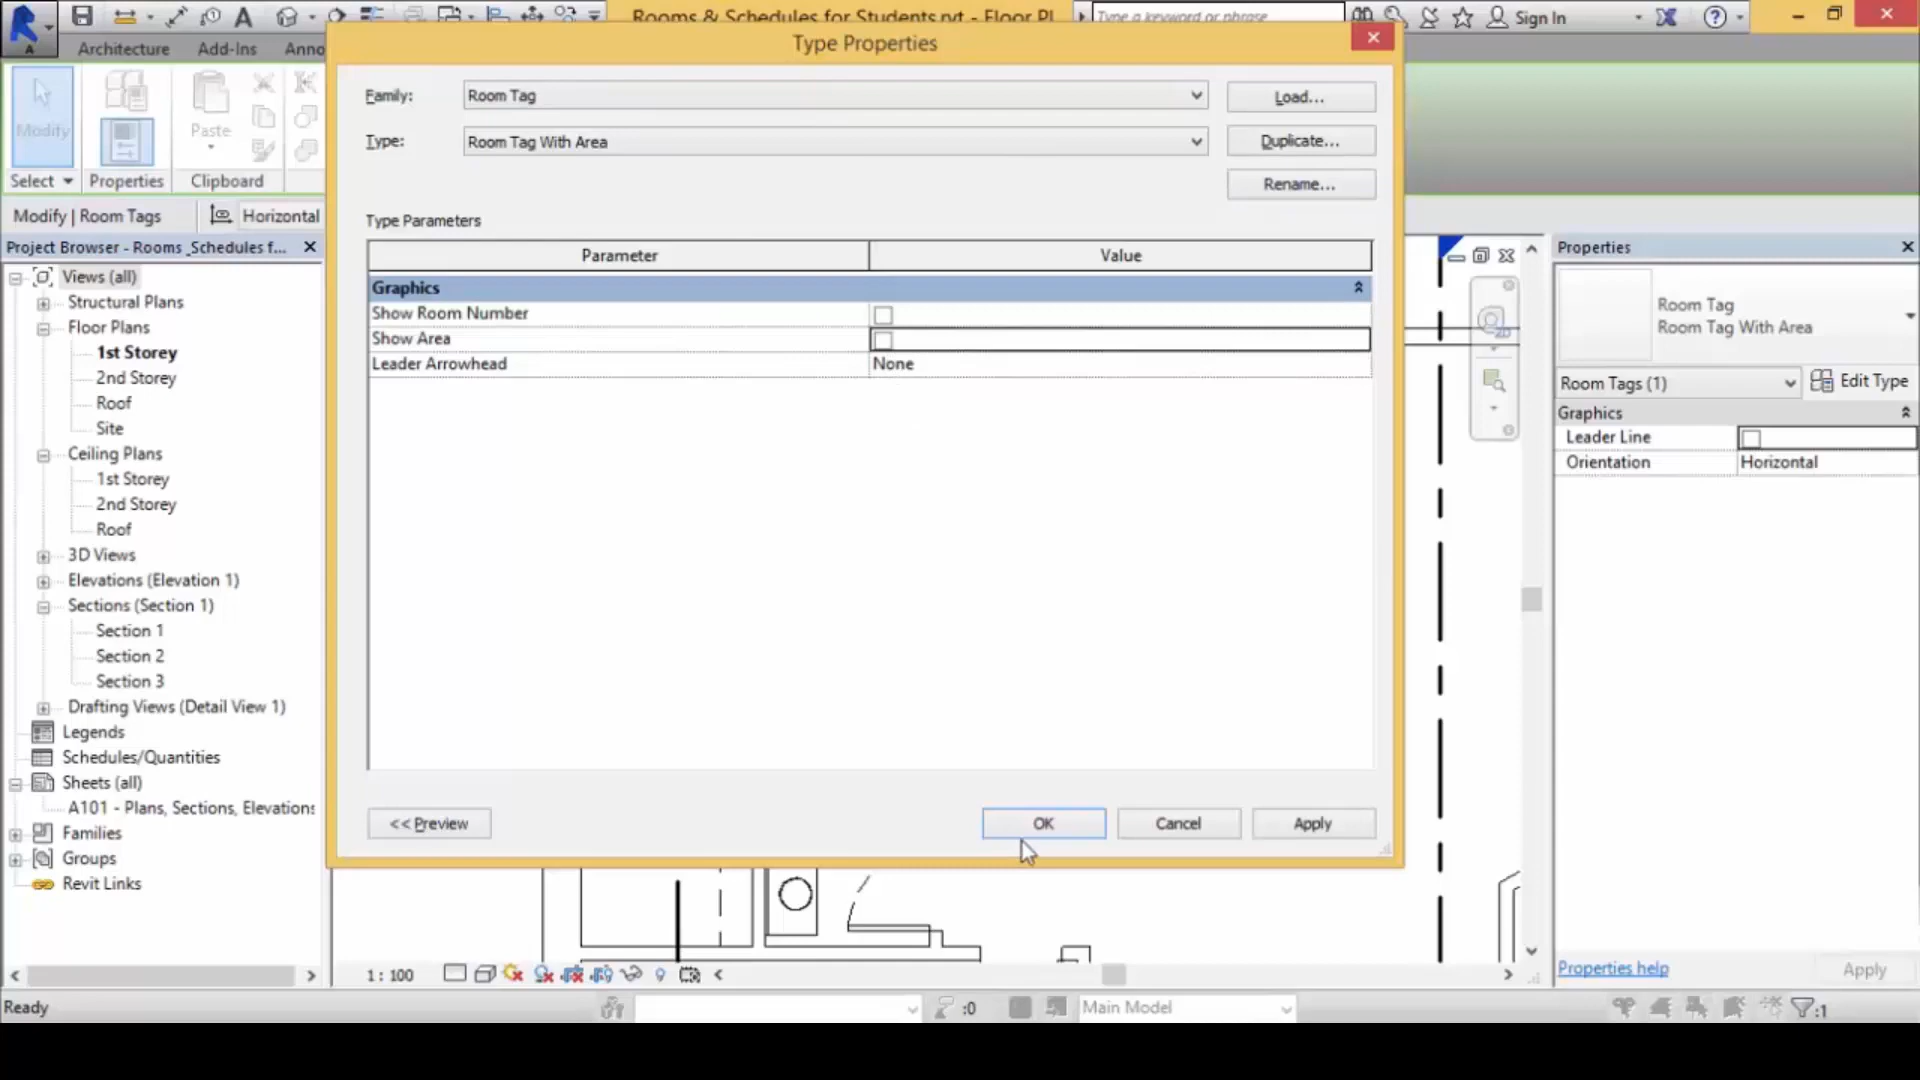 Rooms & Schedules for Students.rvt - Floor Pl
Type a keyword or phrase
Sign In
Architecture
Add-Ins
Anno
Type Properties
Modify
Paste
Select
Properties
Clipboard
Modify | Room Tags
Horizontal
Family:
Room Tag
Load...
Type:
Room Tag With Area
Duplicate...
Rename...
Type Parameters
Parameter
Value
Graphics
Show Room Number
Show Area
Leader Arrowhead
None
<< Preview
OK
Cancel
Apply
Project Browser - Rooms _Schedules f...
Views (all)
Structural Plans
Floor Plans
1st Storey
2nd Storey
Roof
Site
Ceiling Plans
1st Storey
2nd Storey
Roof
3D Views
Elevations (Elevation 1)
Sections (Section 1)
Section 1
Section 2
Section 3
Drafting Views (Detail View 1)
Legends
Schedules/Quantities
Sheets (all)
A101 - Plans, Sections, Elevations
Families
Groups
Revit Links
Properties
Room Tag
Room Tag With Area
Room Tags (1)
Edit Type
Graphics
Leader Line
Orientation
Horizontal
Properties help
Apply
1 : 100
Ready
:0
Main Model
:1